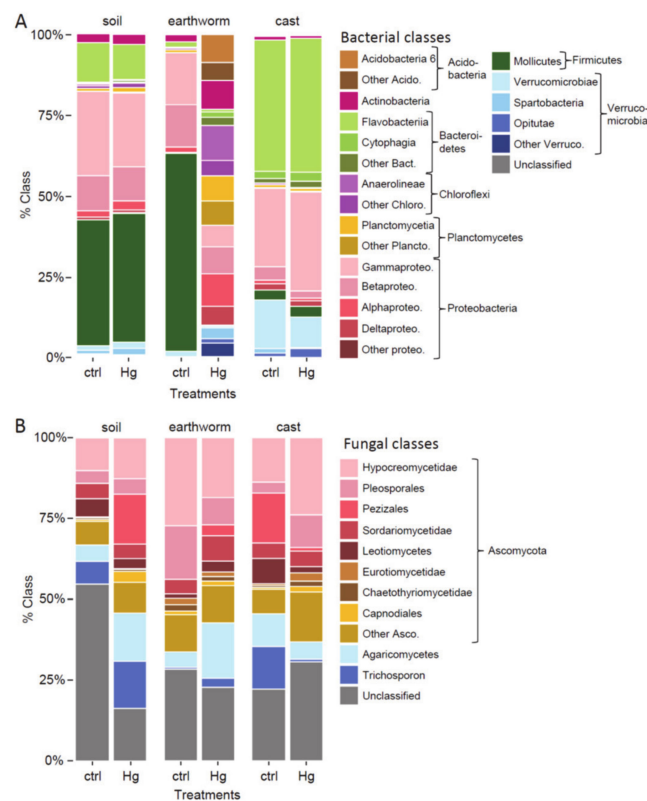 A
soil earthworm cast
100%
75%
50%
25%
0%
% Class
ctrl Hg ctrl Hg ctrl Hg
Treatments
Bacterial classes
Acidobacteria 6
Other Acido.
Acido-
bacteria
Actinobacteria
Flavobacteriia
Cytophagia
Other Bact.
Bacteroi-
detes
Anaerolineae
Other Chloro.
Chloroflexi
Planctomycetia
Other Plancto.
Planctomycetes
Gammaproteo.
Betaproteo.
Alphaproteo.
Deltaproteo.
Other proteo.
Proteobacteria
Mollicutes
Firmicutes
Verrucomicrobiae
Spartobacteria
Opitutae
Other Verruco.
Verruco-
microbia
Unclassified
B
soil earthworm cast
100%
75%
50%
25%
0%
% Class
ctrl Hg ctrl Hg ctrl Hg
Treatments
Fungal classes
Hypocreomycetidae
Pleosporales
Pezizales
Sordariomycetidae
Leotiomycetes
Eurotiomycetidae
Chaetothyriomycetidae
Capnodiales
Other Asco.
Ascomycota
Agaricomycetes
Trichosporon
Unclassified